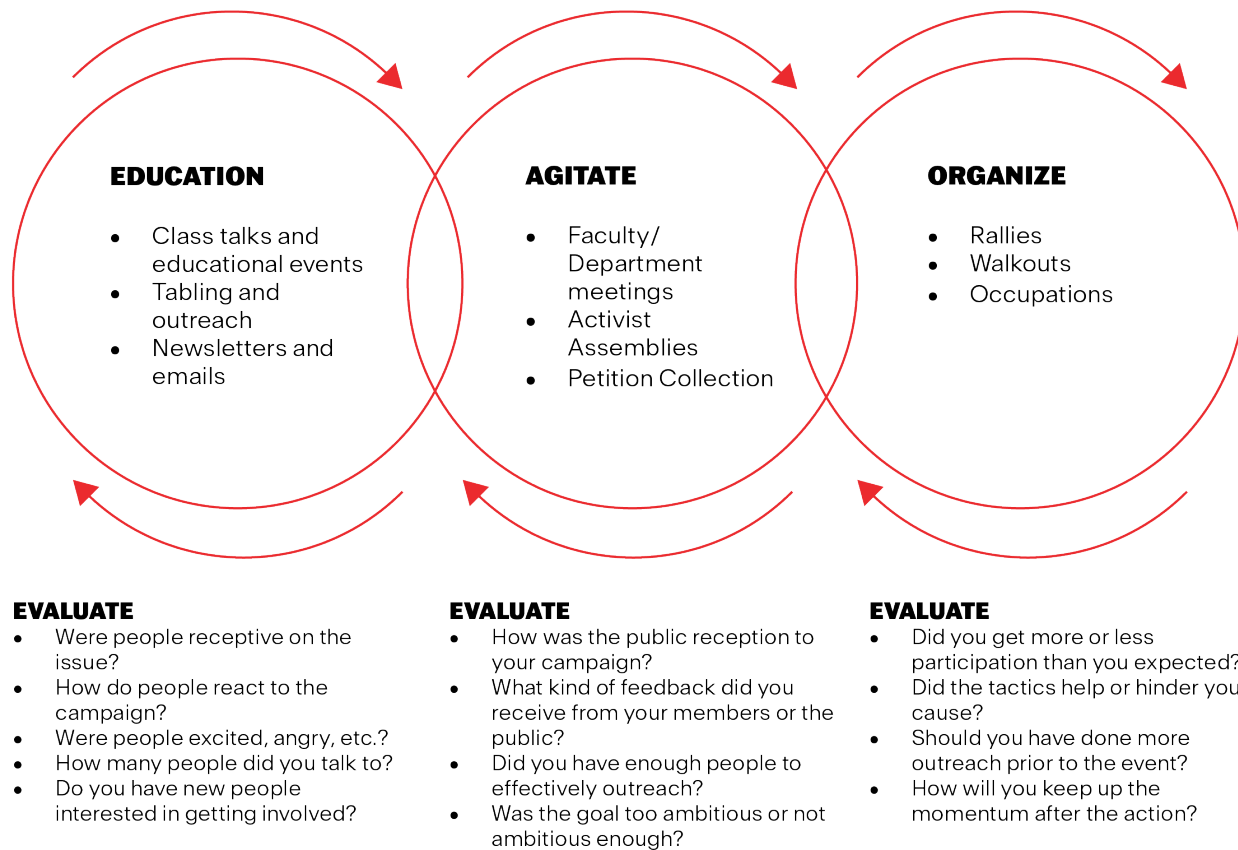 EDUCATION
• Class talks and
educational events
• Tabling and
outreach
• Newsletters and
emails
AGITATE
• Faculty/
Department
meetings
• Activist
Assemblies
• Petition Collection
ORGANIZE
• Rallies
• Walkouts
• Occupations
EVALUATE
• Were people receptive on the
issue?
• How do people react to the
campaign?
• Were people excited, angry, etc.?
• How many people did you talk to?
• Do you have new people
interested in getting involved?
EVALUATE
• How was the public reception to
your campaign?
• What kind of feedback did you
receive from your members or the
public?
• Did you have enough people to
effectively outreach?
• Was the goal too ambitious or not
ambitious enough?
EVALUATE
• Did you get more or less
participation than you expected?
• Did the tactics help or hinder you
cause?
• Should you have done more
outreach prior to the event?
• How will you keep up the
momentum after the action?